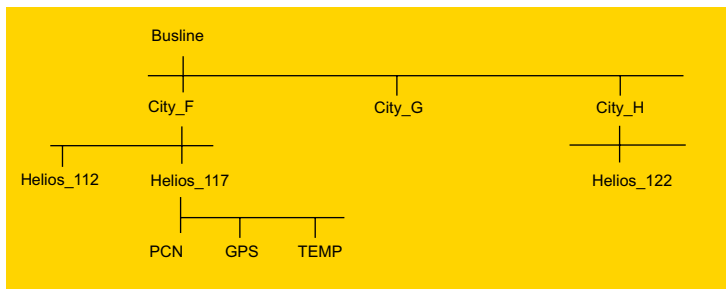 Busline
City_F City_G City_H
Helios_112 Helios_117 Helios_122
PCN GPS TEMP